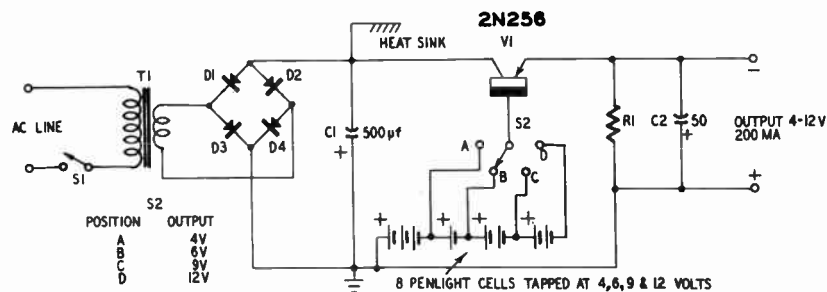 2N256
V1
HEAT SINK
T1
D1
D2
D3
D4
AC LINE
S1
C1
500µf
+
S2
A
B
C
D
R1
C2
50
+
−
+
OUTPUT 4-12V
200 MA
S2
POSITION OUTPUT
A 4V
B 6V
C 9V
D 12V
+ + + +
8 PENLIGHT CELLS TAPPED AT 4,6,9 & 12 VOLTS